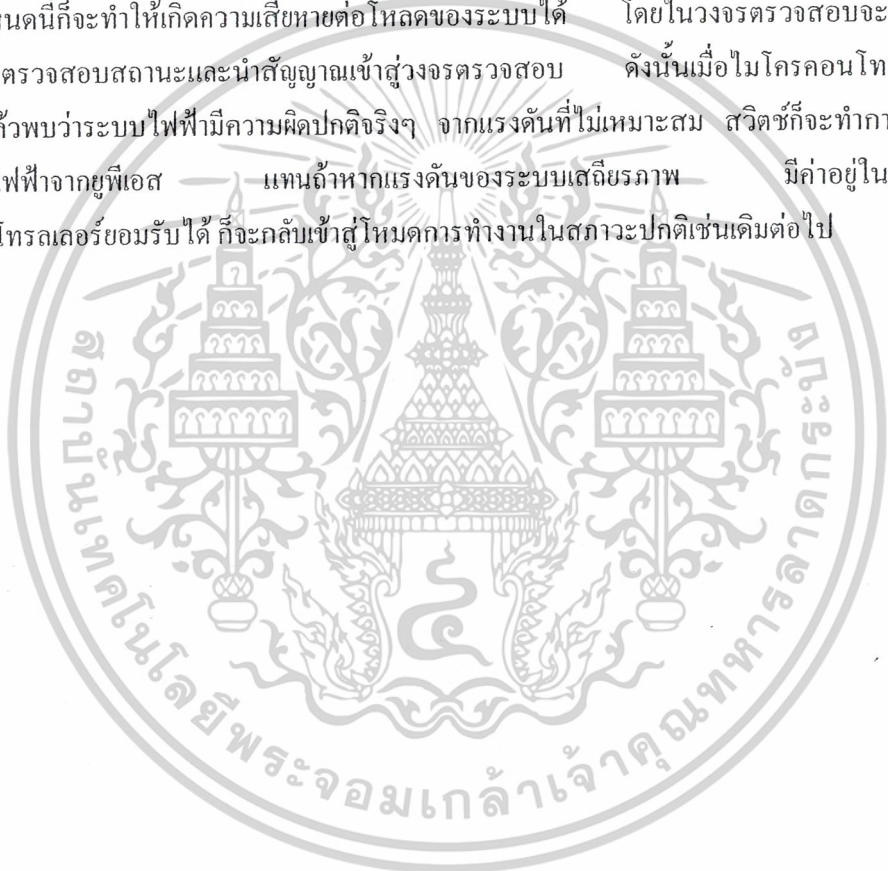 หนดนี้ก็จะทำให้เกิดความเสียหายต่อโหลดของระบบได้ โดยในวงจรตรวจสอบจะ
ตรวจสอบสถานะและนำสัญญาณเข้าสู่วงจรตรวจสอบ ดังนั้นเมื่อไมโครคอนโท
ล้วพบว่าระบบไฟฟ้ามีความผิดปกติจริงๆ จากแรงดันที่ไม่เหมาะสม สวิตช์ก็จะทำกา
ไฟฟ้าจากยูพีเอส แทนถ้าหากแรงดันของระบบเสถียรภาพ มีค่าอยู่ใน
โทรลเลอร์ยอมรับได้ ก็จะกลับเข้าสู่โหมดการทำงานในสภาวะปกติเช่นเดิมต่อไป
สถาบันเทคโนโลยีพระจอมเกล้าเจ้าคุณทหารลาดกระบัง